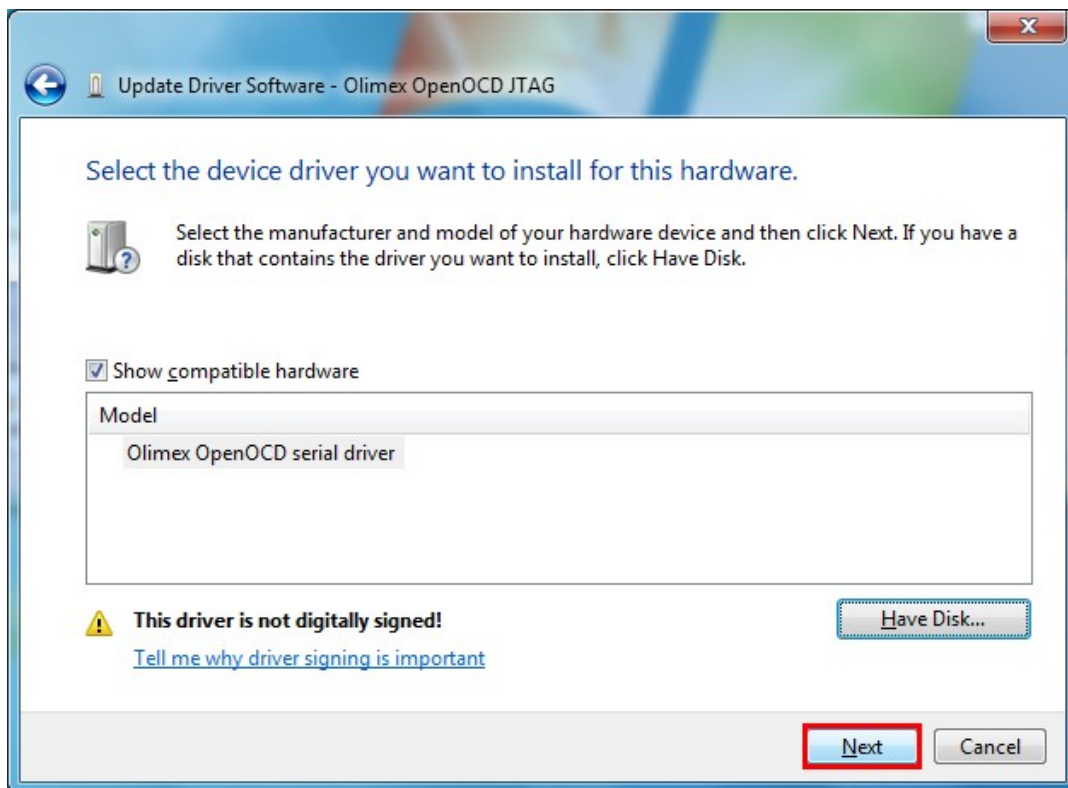 Update Driver Software - Olimex OpenOCD JTAG
Select the device driver you want to install for this hardware.
Select the manufacturer and model of your hardware device and then click Next. If you have a
disk that contains the driver you want to install, click Have Disk.
Show compatible hardware
Model
Olimex OpenOCD serial driver
This driver is not digitally signed!
Have Disk...
Tell me why driver signing is important
Next
Cancel